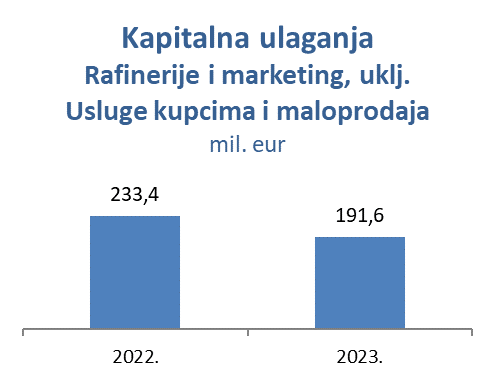 Kapitalna ulaganja
Rafinerije i marketing, uklj.
Usluge kupcima i maloprodaja
mil. eur
233,4
191,6
2022.
2023.